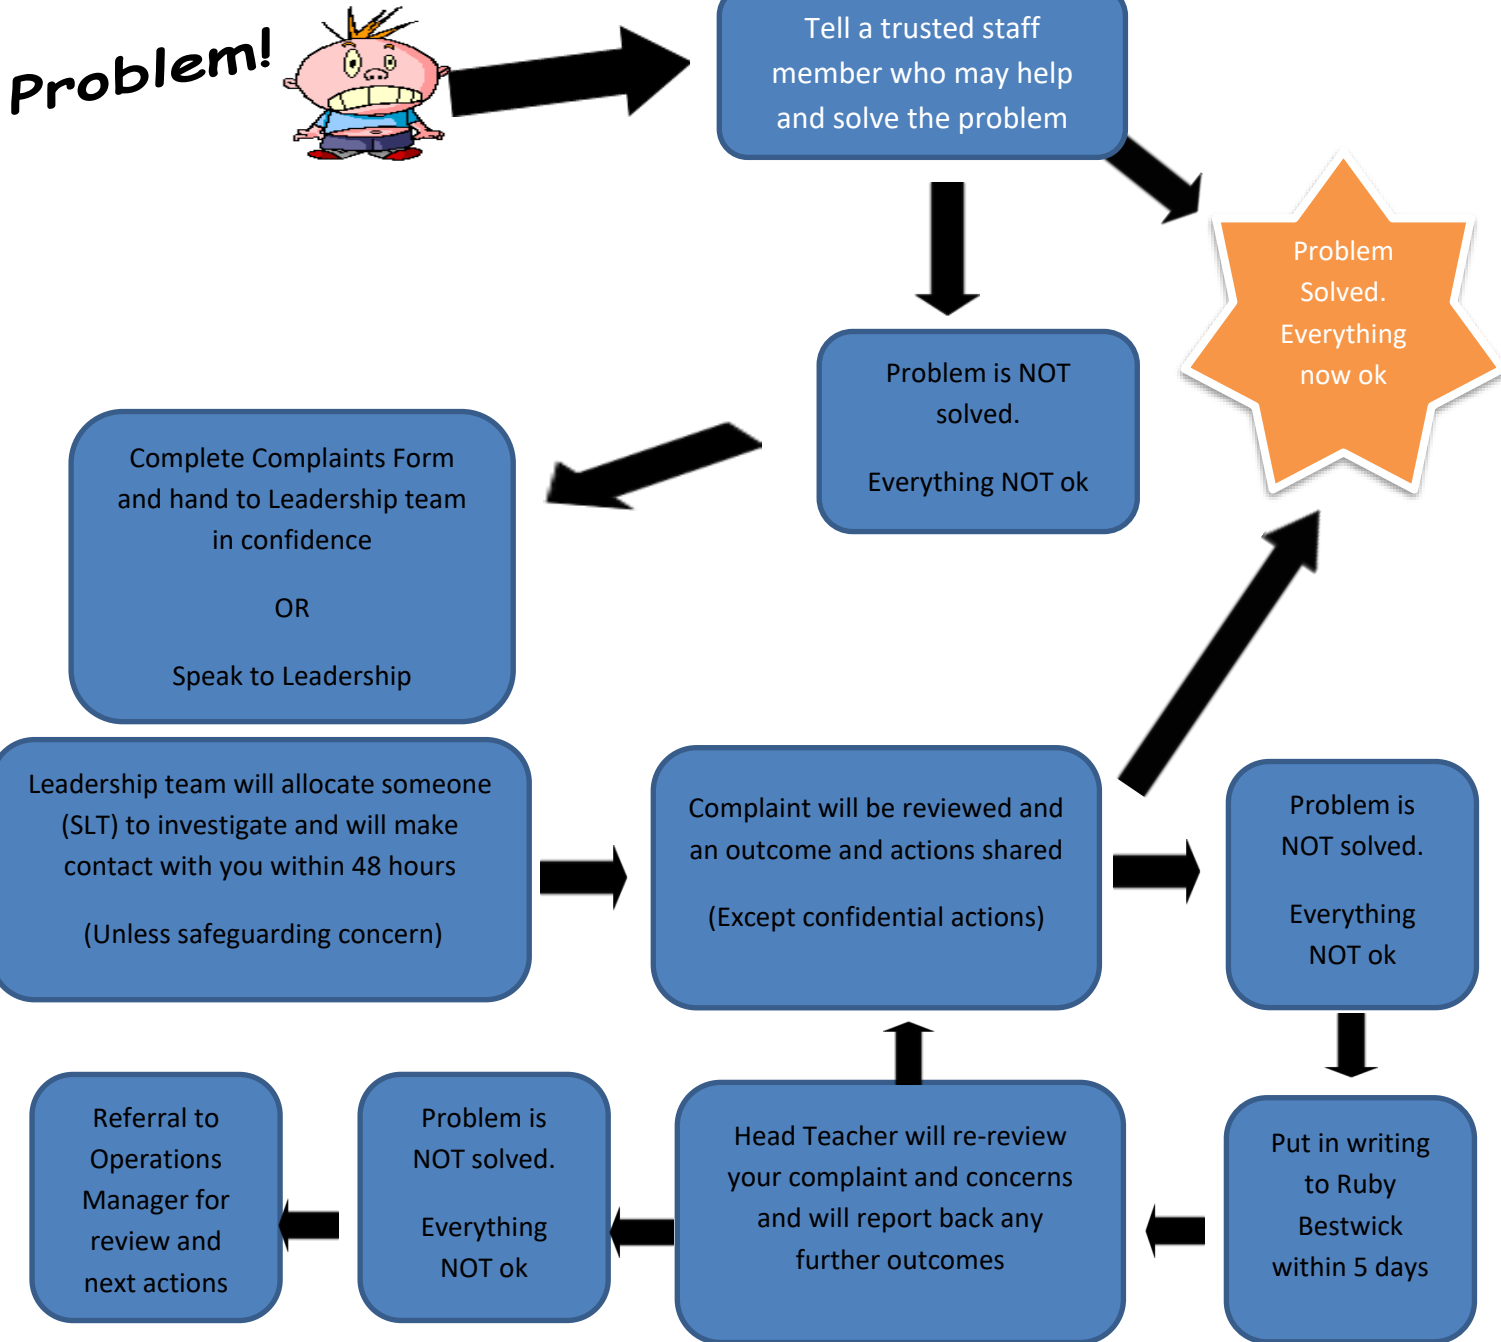 Problem!
Tell a trusted staff
member who may help
and solve the problem
Problem
Solved.
Everything
now ok
Problem is NOT
solved.
Everything NOT ok
Complete Complaints Form
and hand to Leadership team
in confidence
OR
Speak to Leadership
Leadership team will allocate someone
(SLT) to investigate and will make
contact with you within 48 hours
(Unless safeguarding concern)
Complaint will be reviewed and
an outcome and actions shared
(Except confidential actions)
Problem is
NOT solved.
Everything
NOT ok
Put in writing
to Ruby
Bestwick
within 5 days
Head Teacher will re-review
your complaint and concerns
and will report back any
further outcomes
Problem is
NOT solved.
Everything
NOT ok
Referral to
Operations
Manager for
review and
next actions